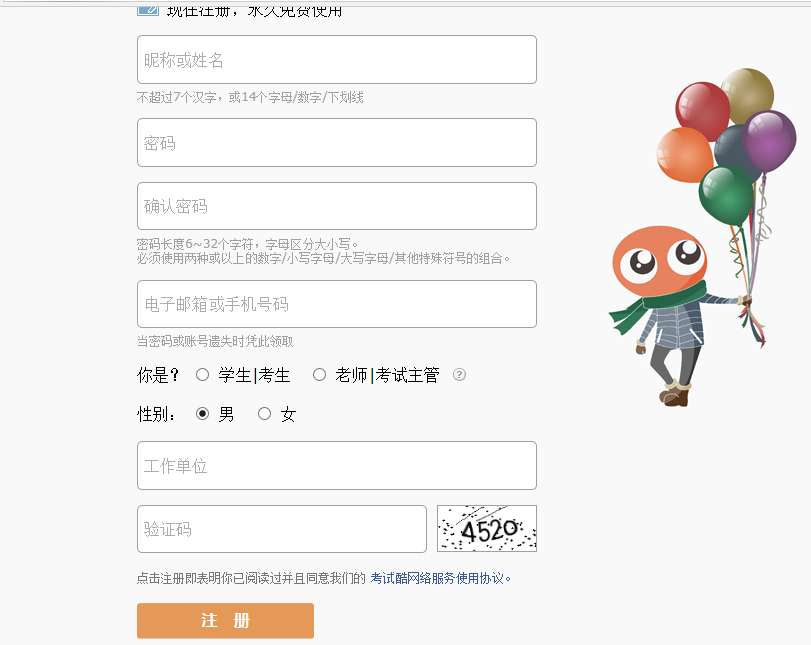 现在注册，永久免费使用
昵称或姓名
不超过7个汉字，或14个字母/数字/下划线
密码
确认密码
密码长度6~32个字符，字母区分大小写。
必须使用两种或以上的数字/小写字母/大写字母/其他特殊符号的组合。
电子邮箱或手机号码
当密码或账号遗失时凭此领取
你是? 学生|考生 老师|考试主管 ?
性别: 男 女
工作单位
验证码 4520
点击注册即表明你已阅读过并且同意我们的 考试酷网络服务使用协议。
注 册